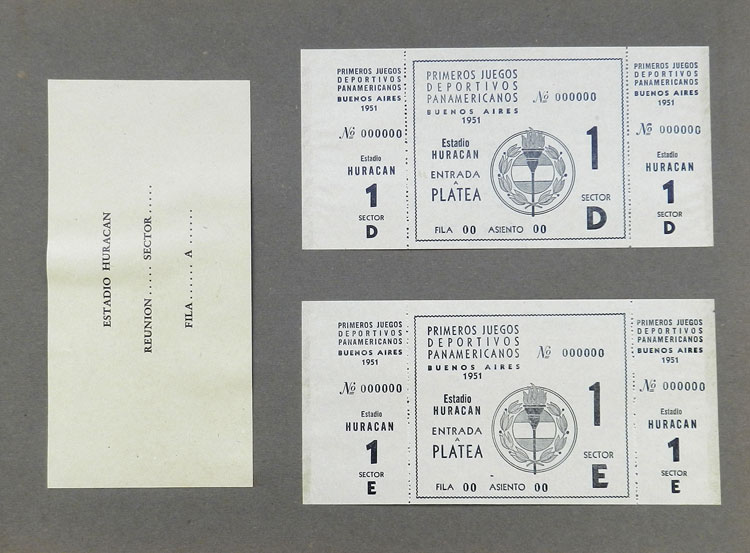 ESTADIO HURACAN
REUNION...... SECTOR......
FILA....... A .......
PRIMEROS JUEGOS
DEPORTIVOS
PANAMERICANOS
BUENOS AIRES
1951
No 000000
Estadio
HURACAN
1
SECTOR
D
PRIMEROS JUEGOS
DEPORTIVOS
PANAMERICANOS
BUENOS AIRES
1951
No 000000
Estadio
HURACAN
ENTRADA
A
PLATEA
1
SECTOR
D
FILA 00 ASIENTO 00
PRIMEROS JUEGOS
DEPORTIVOS
PANAMERICANOS
BUENOS AIRES
1951
No 000000
Estadio
HURACAN
1
SECTOR
D
PRIMEROS JUEGOS
DEPORTIVOS
PANAMERICANOS
BUENOS AIRES
1951
No 000000
Estadio
HURACAN
1
SECTOR
E
PRIMEROS JUEGOS
DEPORTIVOS
PANAMERICANOS
BUENOS AIRES
1951
No 000000
Estadio
HURACAN
ENTRADA
A
PLATEA
1
SECTOR
E
FILA 00 ASIENTO 00
PRIMEROS JUEGOS
DEPORTIVOS
PANAMERICANOS
BUENOS AIRES
1951
No 000000
Estadio
HURACAN
1
SECTOR
E